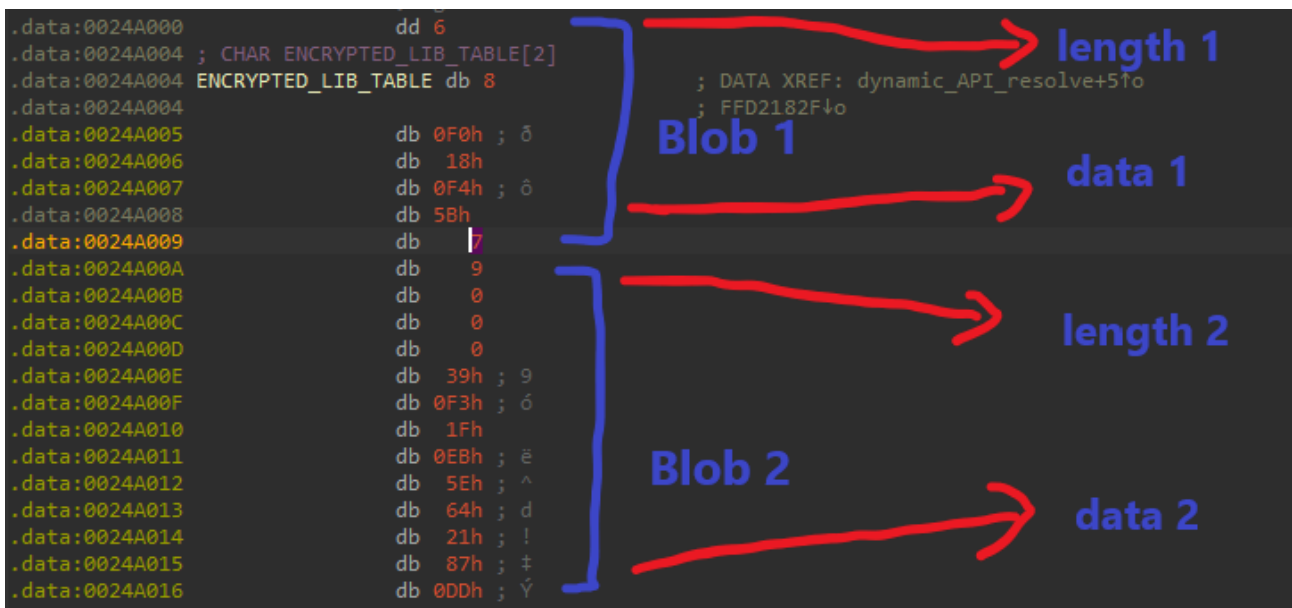 .data:0024A000 dd 6 length 1
.data:0024A004 ; CHAR ENCRYPTED_LIB_TABLE[2]
.data:0024A004 ENCRYPTED_LIB_TABLE db 8 ; DATA XREF: dynamic_API_resolve+5↑o
.data:0024A004 ; FFD2182F↓o
.data:0024A005 db 0F0h ; ð Blob 1
.data:0024A006 db 18h
.data:0024A007 db 0F4h ; ô data 1
.data:0024A008 db 5Bh
.data:0024A009 db 7
.data:0024A00A db 9
.data:0024A00B db 0
.data:0024A00C db 0 length 2
.data:0024A00D db 0
.data:0024A00E db 39h ; 9
.data:0024A00F db 0F3h ; ó
.data:0024A010 db 1Fh
.data:0024A011 db 0EBh ; ë Blob 2
.data:0024A012 db 5Eh ; ^
.data:0024A013 db 64h ; d data 2
.data:0024A014 db 21h ; !
.data:0024A015 db 87h ; ‡
.data:0024A016 db 0DDh ; Ý